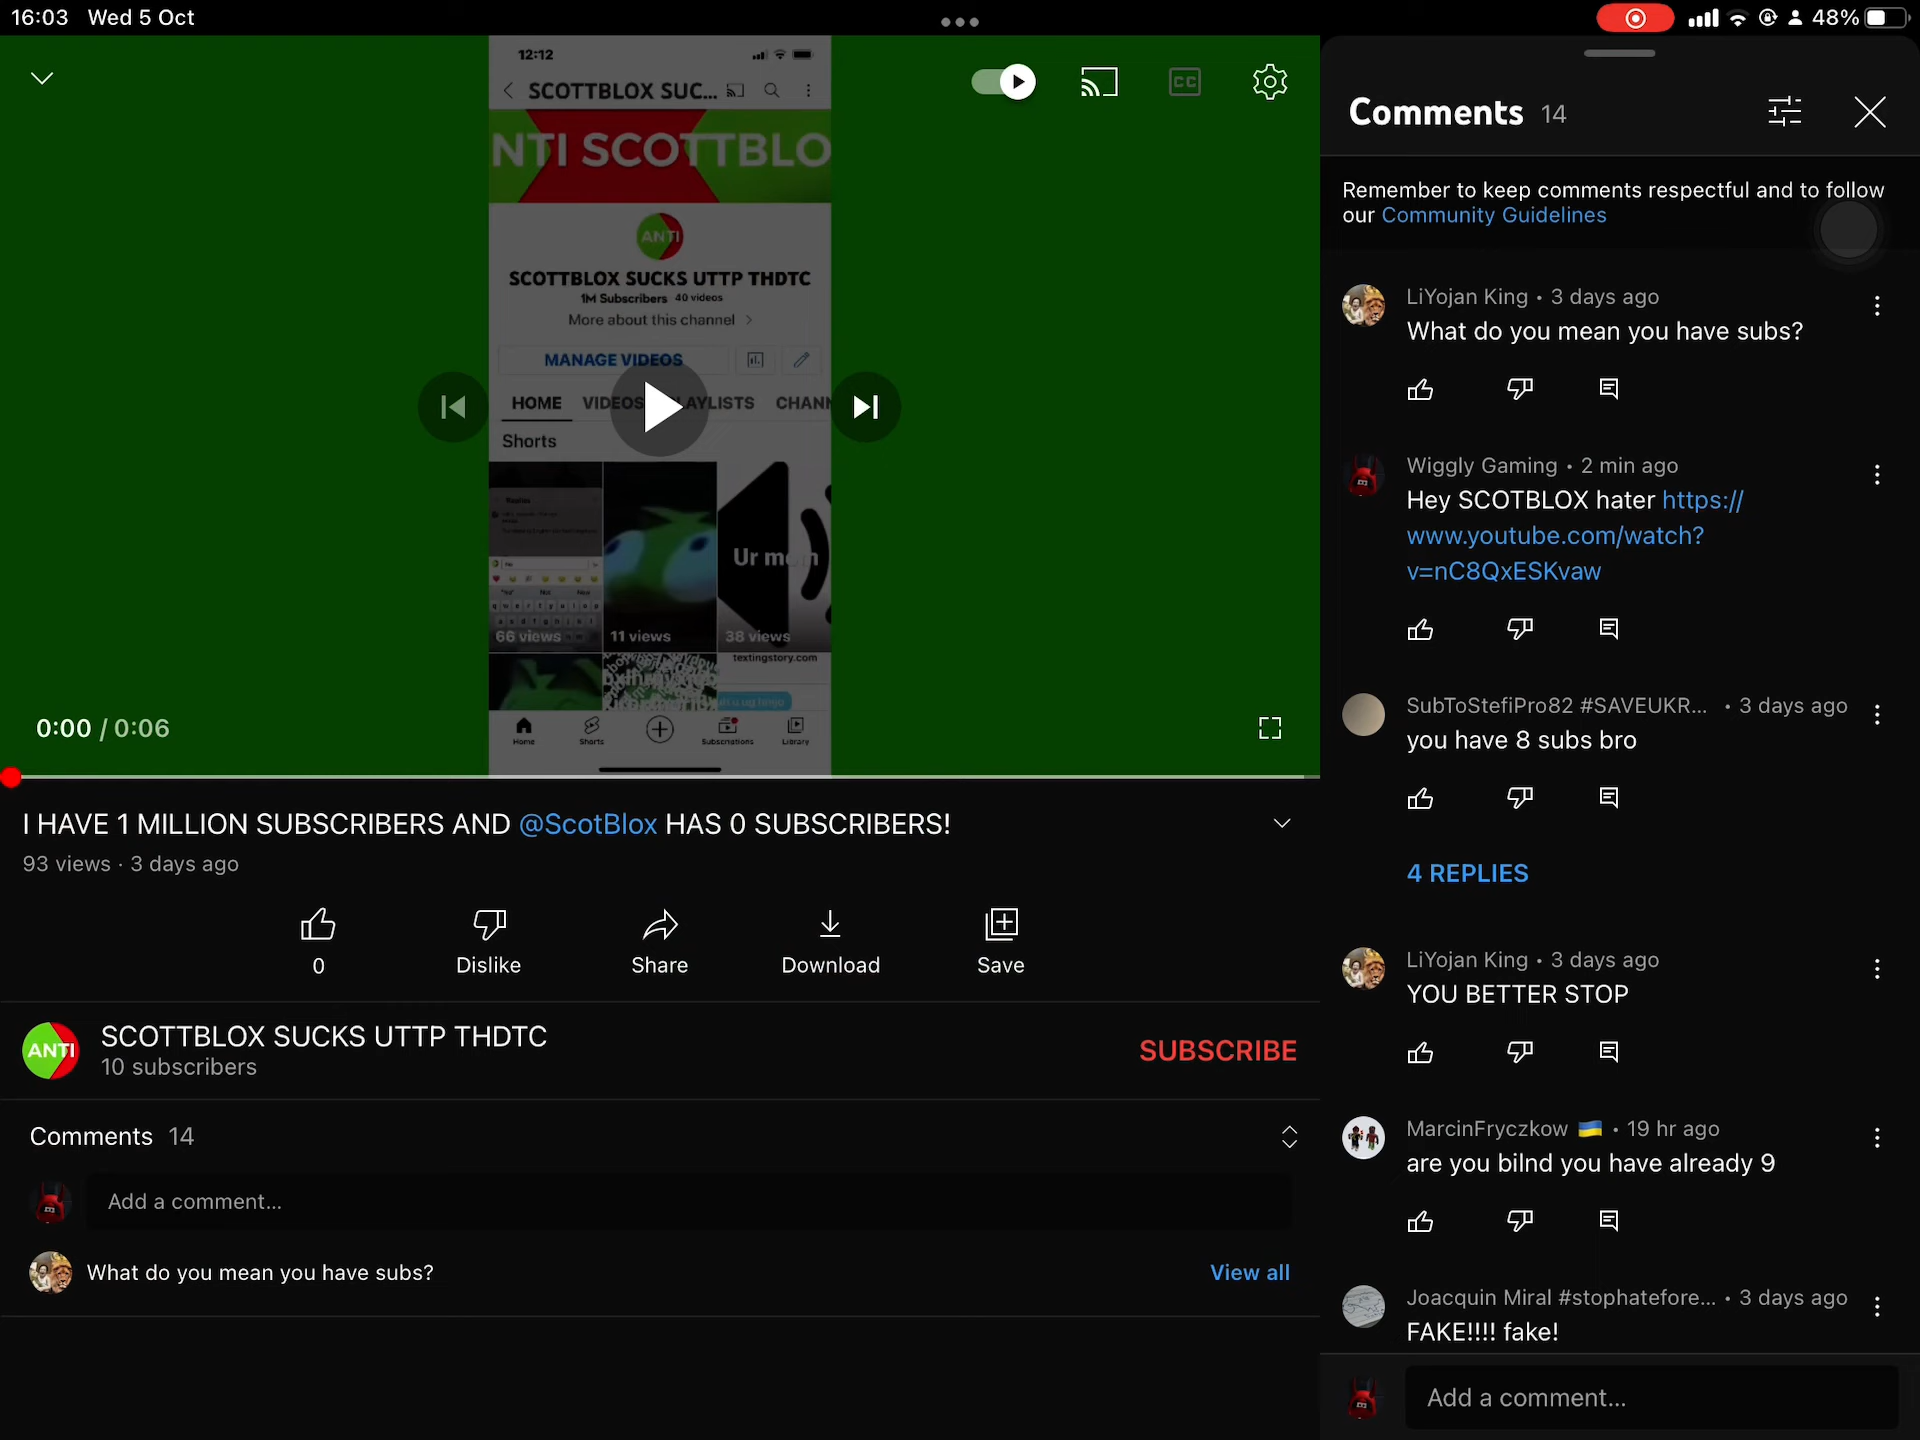 16:03 Wed 5 Oct
48%
12:12
SCOTTBLOX SUC...
NTI SCOTTBLO
ANTI
SCOTTBLOX SUCKS UTTP THDTC
1M Subscribers 40 videos
More about this channel
MANAGE VIDEOS
HOME VIDEOS PLAYLISTS CHANN
Shorts
Replies
Ur mom
66 views 11 views 38 views
textingstory.com
Home Shorts Subscriptions Library
CC
0:00 / 0:06
I HAVE 1 MILLION SUBSCRIBERS AND @ScotBlox HAS 0 SUBSCRIBERS!
93 views · 3 days ago
0 Dislike Share Download Save
ANTI
SCOTTBLOX SUCKS UTTP THDTC
10 subscribers
SUBSCRIBE
Comments 14
Add a comment...
What do you mean you have subs?
View all
Comments 14
Remember to keep comments respectful and to follow
our Community Guidelines
LiYojan King • 3 days ago
What do you mean you have subs?
Wiggly Gaming • 2 min ago
Hey SCOTBLOX hater https://
www.youtube.com/watch?
v=nC8QxESKvaw
SubToStefiPro82 #SAVEUKR... • 3 days ago
you have 8 subs bro
4 REPLIES
LiYojan King • 3 days ago
YOU BETTER STOP
MarcinFryczkow 🇺🇦 • 19 hr ago
are you bilnd you have already 9
Joacquin Miral #stophatefore... • 3 days ago
FAKE!!!! fake!
Add a comment...